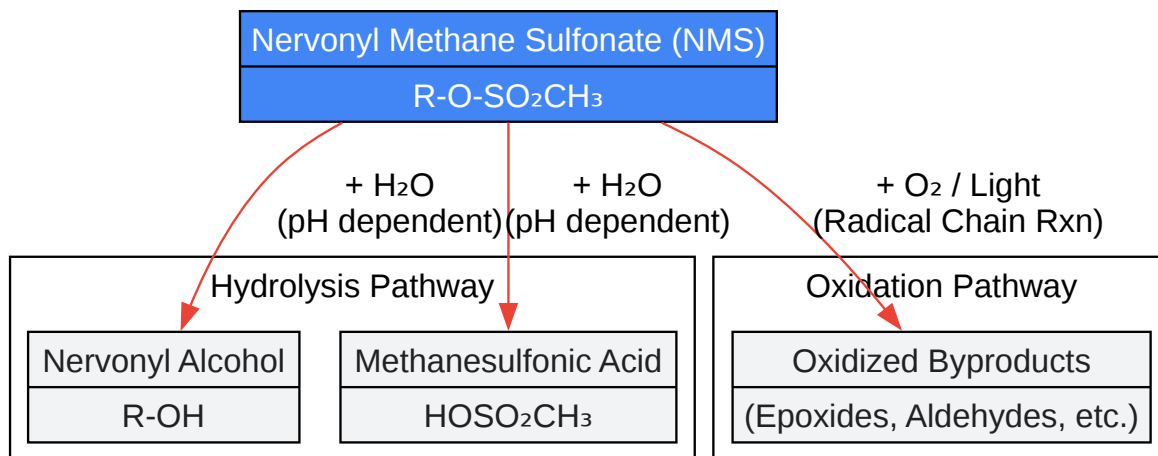 Nervonyl Methane Sulfonate (NMS)
R-O-SO₂CH₃
+ H₂O
(pH dependent)
+ H₂O
(pH dependent)
+ O₂ / Light
(Radical Chain Rxn)
Hydrolysis Pathway
Nervonyl Alcohol
R-OH
Methanesulfonic Acid
HOSO₂CH₃
Oxidation Pathway
Oxidized Byproducts
(Epoxides, Aldehydes, etc.)